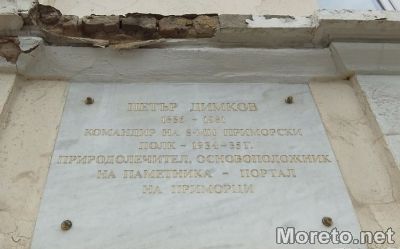 ПЕТЪР ДИМКОВ
1886 - 1981
КОМАНДИР НА 8-МИ ПРИМОРСКИ
ПОЛК - 1934-35Г.
ПРИРОДОЛЕЧИТЕЛ, ОСНОВОПОЛОЖНИК
НА ПАМЕТНИКА - ПОРТАЛ
НА ПРИМОРЦИ
Moreto.net